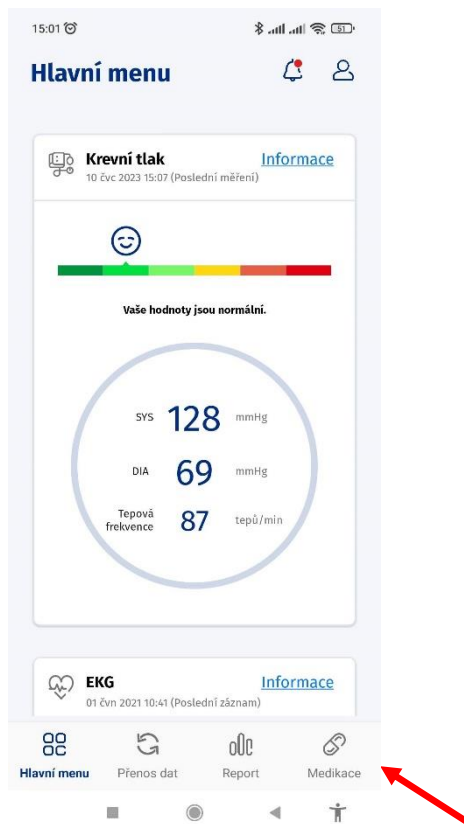 15:01
51
Hlavní menu
Krevní tlak
Informace
10 čvc 2023 15:07 (Poslední měření)
Vaše hodnoty jsou normální.
SYS 128 mmHg
DIA 69 mmHg
Tepová
frekvence 87 tepů/min
EKG
Informace
01 čvn 2021 10:41 (Poslední záznam)
Hlavní menu Přenos dat Report Medikace